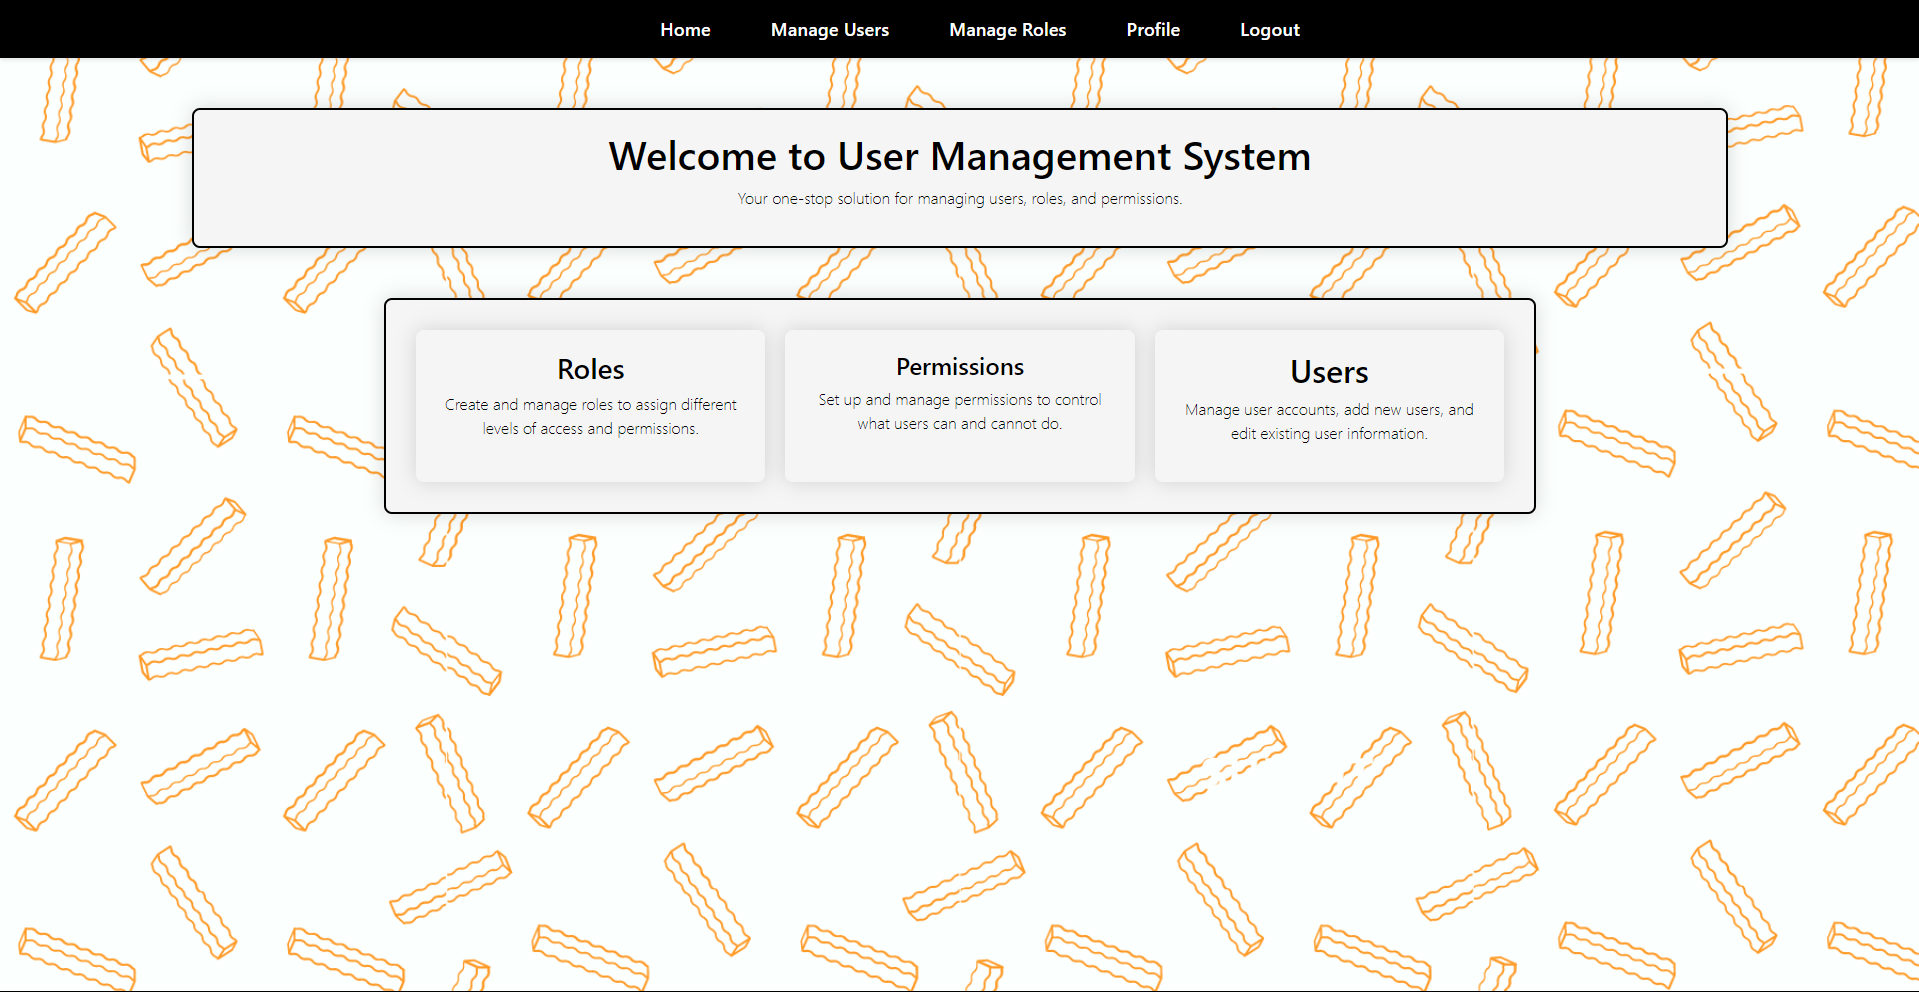 Home
Manage Users
Manage Roles
Profile
Logout
Welcome to User Management System
Your one-stop solution for managing users, roles, and permissions.
Roles
Create and manage roles to assign different
levels of access and permissions.
Permissions
Set up and manage permissions to control
what users can and cannot do.
Users
Manage user accounts, add new users, and
edit existing user information.